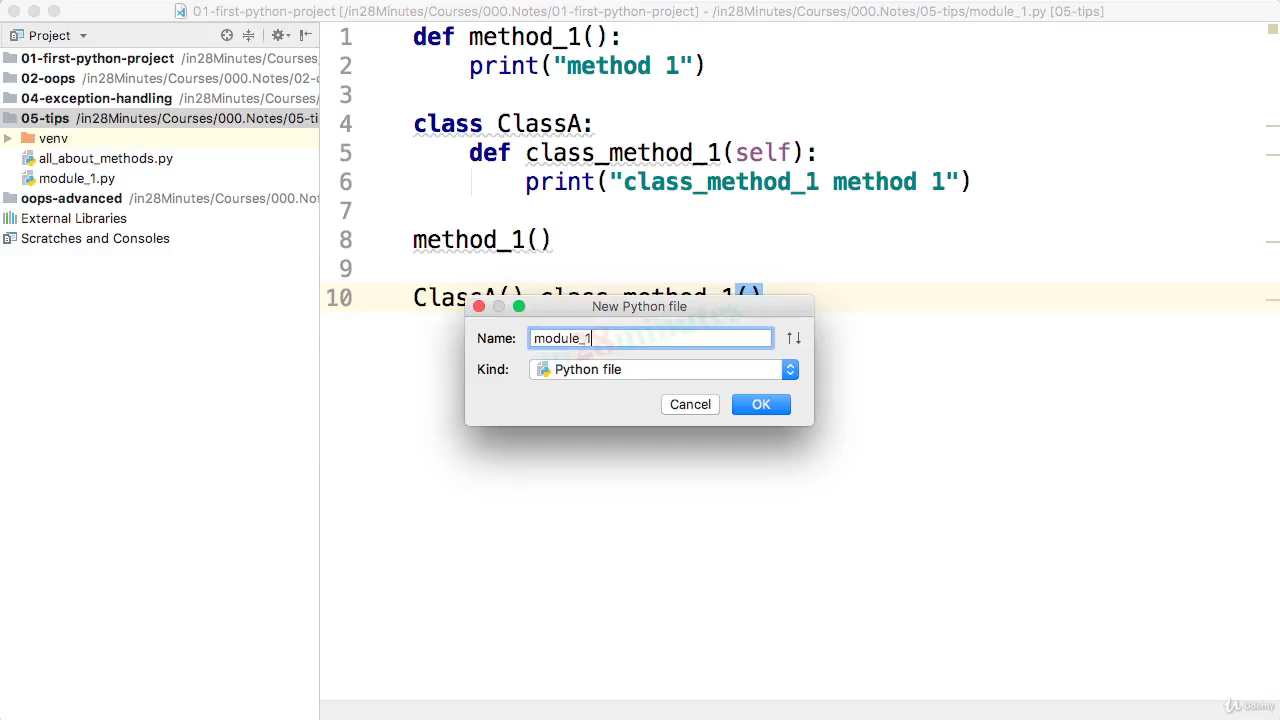 01-first-python-project [/in28Minutes/Courses/000.Notes/01-first-python-project] - /in28Minutes/Courses/000.Notes/05-tips/module_1.py [05-tips]
Project
01-first-python-project /in28Minutes/Courses
02-oops /in28Minutes/Courses/000.Notes/02-o
04-exception-handling /in28Minutes/Courses/
05-tips /in28Minutes/Courses/000.Notes/05-ti
venv
all_about_methods.py
module_1.py
oops-advanced /in28Minutes/Courses/000.No
External Libraries
Scratches and Consoles
1 def method_1():
2 print("method 1")
3
4 class ClassA:
5 def class_method_1(self):
6 print("class_method_1 method 1")
7
8 method_1()
9
10 ClassA().class_method_1()
New Python file
Name: module_1
Kind: Python file
Cancel OK
Udemy